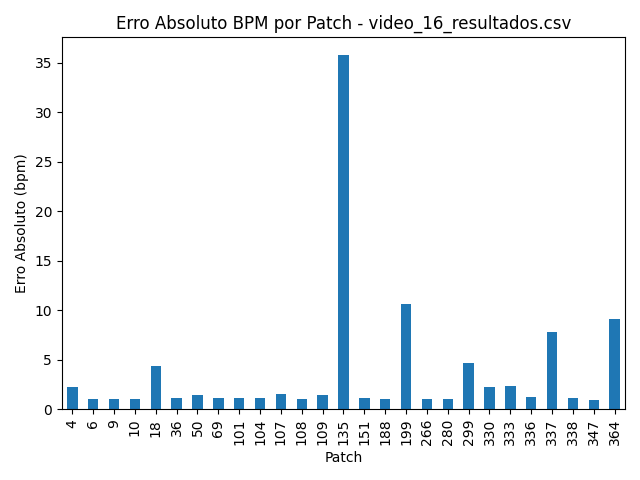 Erro Absoluto BPM por Patch - video_16_resultados.csv
Erro Absoluto (bpm)
35
30
25
20
15
10
5
0
4 6 9 10 18 36 50 69 101 104 107 108 109 135 151 188 199 266 280 299 330 333 336 337 338 347 364
Patch